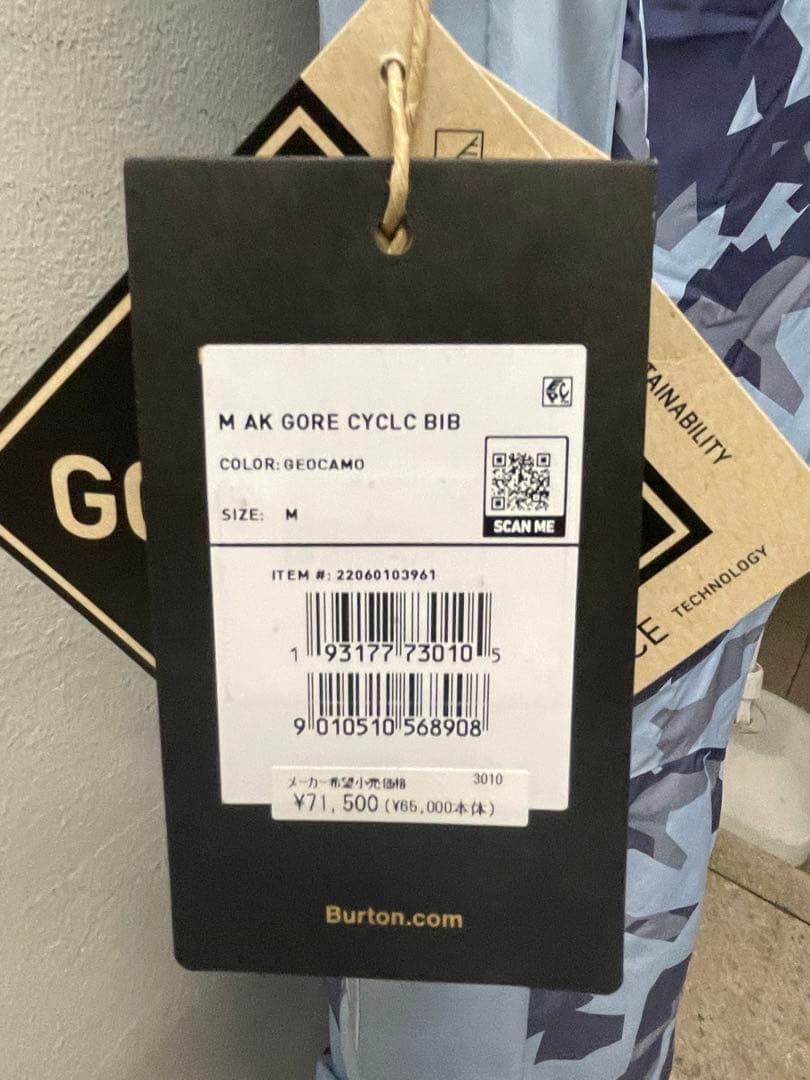 M AK GORE CYCLC BIB
COLOR: GEOCAMO
SIZE: M
SCAN ME
ITEM #: 22060103961
1 93177 73010 5
9 010510 568908
メーカー希望小売価格 3010
¥71,500 (¥65,000本体)
Burton.com
GO
TAINABILITY
CE TECHNOLOGY